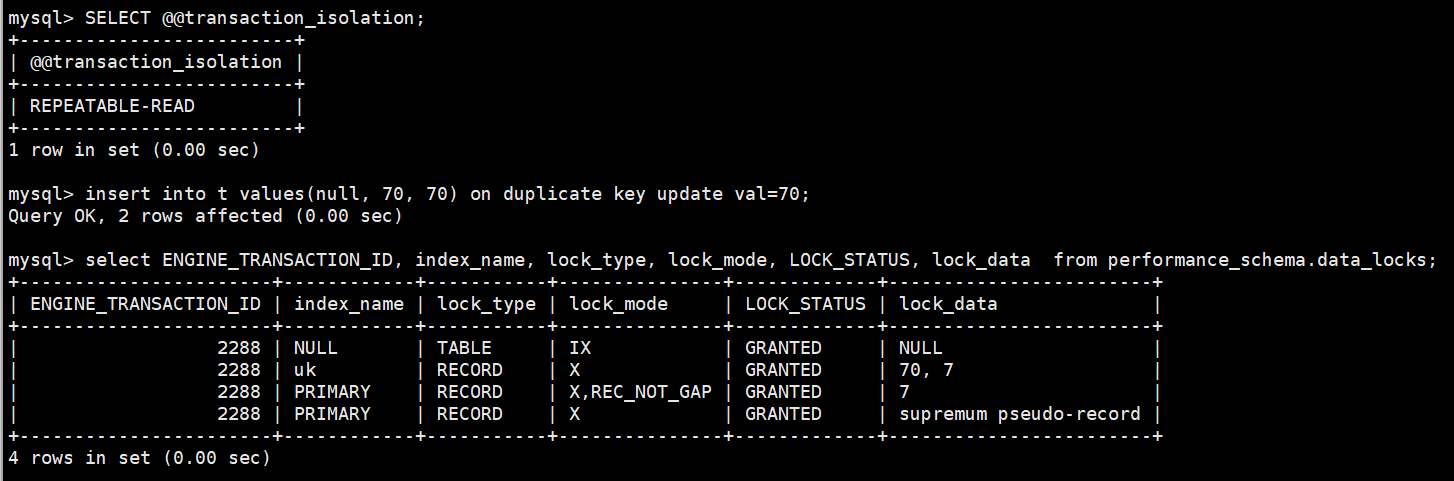 mysql> SELECT @@transaction_isolation;
+-------------------------+
| @@transaction_isolation |
+-------------------------+
| REPEATABLE-READ         |
+-------------------------+
1 row in set (0.00 sec)
mysql> insert into t values(null, 70, 70) on duplicate key update val=70;
Query OK, 2 rows affected (0.00 sec)
mysql> select ENGINE_TRANSACTION_ID, index_name, lock_type, lock_mode, LOCK_STATUS, lock_data  from performance_schema.data_locks;
+-----------------------+------------+-----------+---------------+-------------+------------------------+
| ENGINE_TRANSACTION_ID | index_name | lock_type | lock_mode     | LOCK_STATUS | lock_data              |
+-----------------------+------------+-----------+---------------+-------------+------------------------+
|                  2288 | NULL       | TABLE     | IX            | GRANTED     | NULL                   |
|                  2288 | uk         | RECORD    | X             | GRANTED     | 70, 7                  |
|                  2288 | PRIMARY    | RECORD    | X,REC_NOT_GAP | GRANTED     | 7                      |
|                  2288 | PRIMARY    | RECORD    | X             | GRANTED     | supremum pseudo-record |
+-----------------------+------------+-----------+---------------+-------------+------------------------+
4 rows in set (0.00 sec)